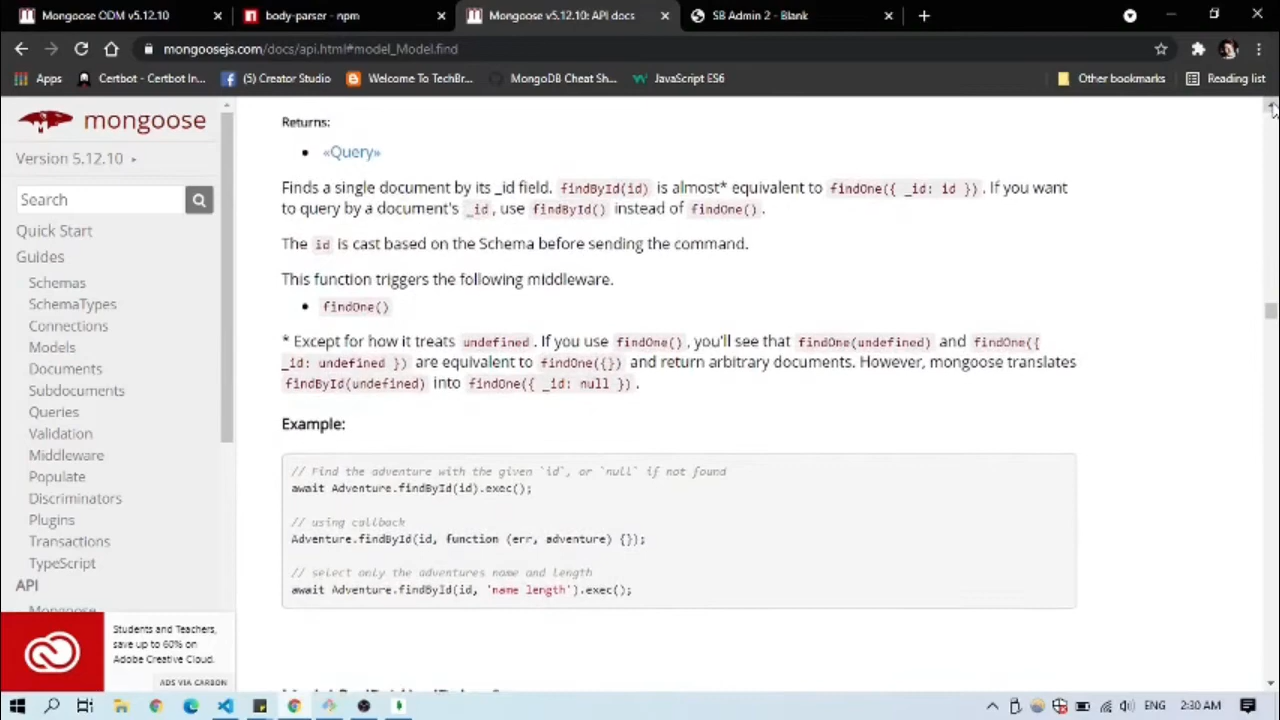 Mongoose ODM v5.12.10
body-parser - npm
Mongoose v5.12.10: API docs
SB Admin 2 - Blank
mongoosejs.com/docs/api.html#model_Model.find
Apps
Certbot - Certbot In...
(5) Creator Studio
Welcome To TechBr...
MongoDB Cheat Sh...
JavaScript ES6
Other bookmarks
Reading list
mongoose
Version 5.12.10
Search
Quick Start
Guides
Schemas
SchemaTypes
Connections
Models
Documents
Subdocuments
Queries
Validation
Middleware
Populate
Discriminators
Plugins
Transactions
TypeScript
API
Mongoose
Students and Teachers,
save up to 60% on
Adobe Creative Cloud.
ADS VIA CARBON
Returns:
• «Query»
Finds a single document by its _id field. findById(id) is almost* equivalent to findOne({ _id: id }). If you want
to query by a document's _id, use findById() instead of findOne().
The id is cast based on the Schema before sending the command.
This function triggers the following middleware.
• findOne()
* Except for how it treats undefined. If you use findOne(), you'll see that findOne(undefined) and findOne({
_id: undefined }) are equivalent to findOne({}) and return arbitrary documents. However, mongoose translates
findById(undefined) into findOne({ _id: null }).
Example:
// Find the adventure with the given `id`, or `null` if not found
await Adventure.findById(id).exec();
// using callback
Adventure.findById(id, function (err, adventure) {});
// select only the adventures name and length
await Adventure.findById(id, 'name length').exec();
ENG
2:30 AM